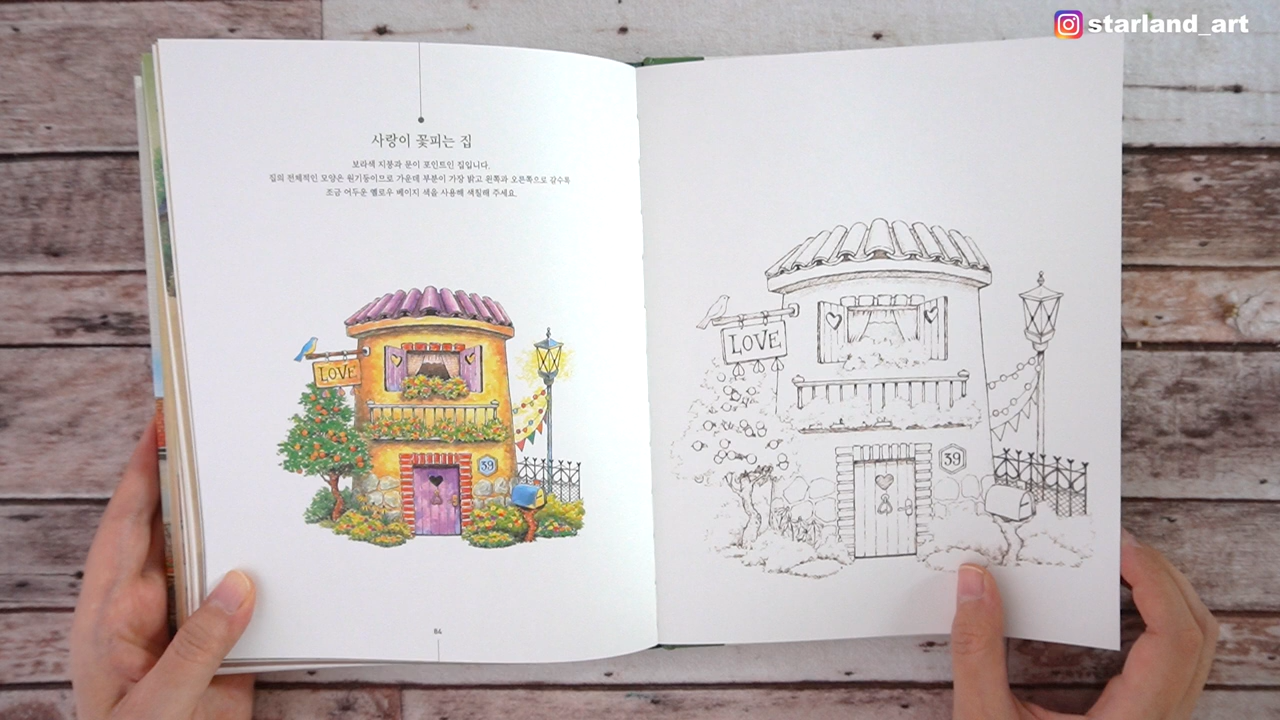 starland_art
사랑이 꽃피는 집
보라색 지붕과 문이 포인트인 집입니다.
집의 전체적인 모양은 원기둥이므로 가운데 부분이 가장 밝고 왼쪽과 오른쪽으로 갈수록
조금 어두운 옐로우 베이지 색을 사용해 색칠해 주세요.
LOVE
39
84
LOVE
39